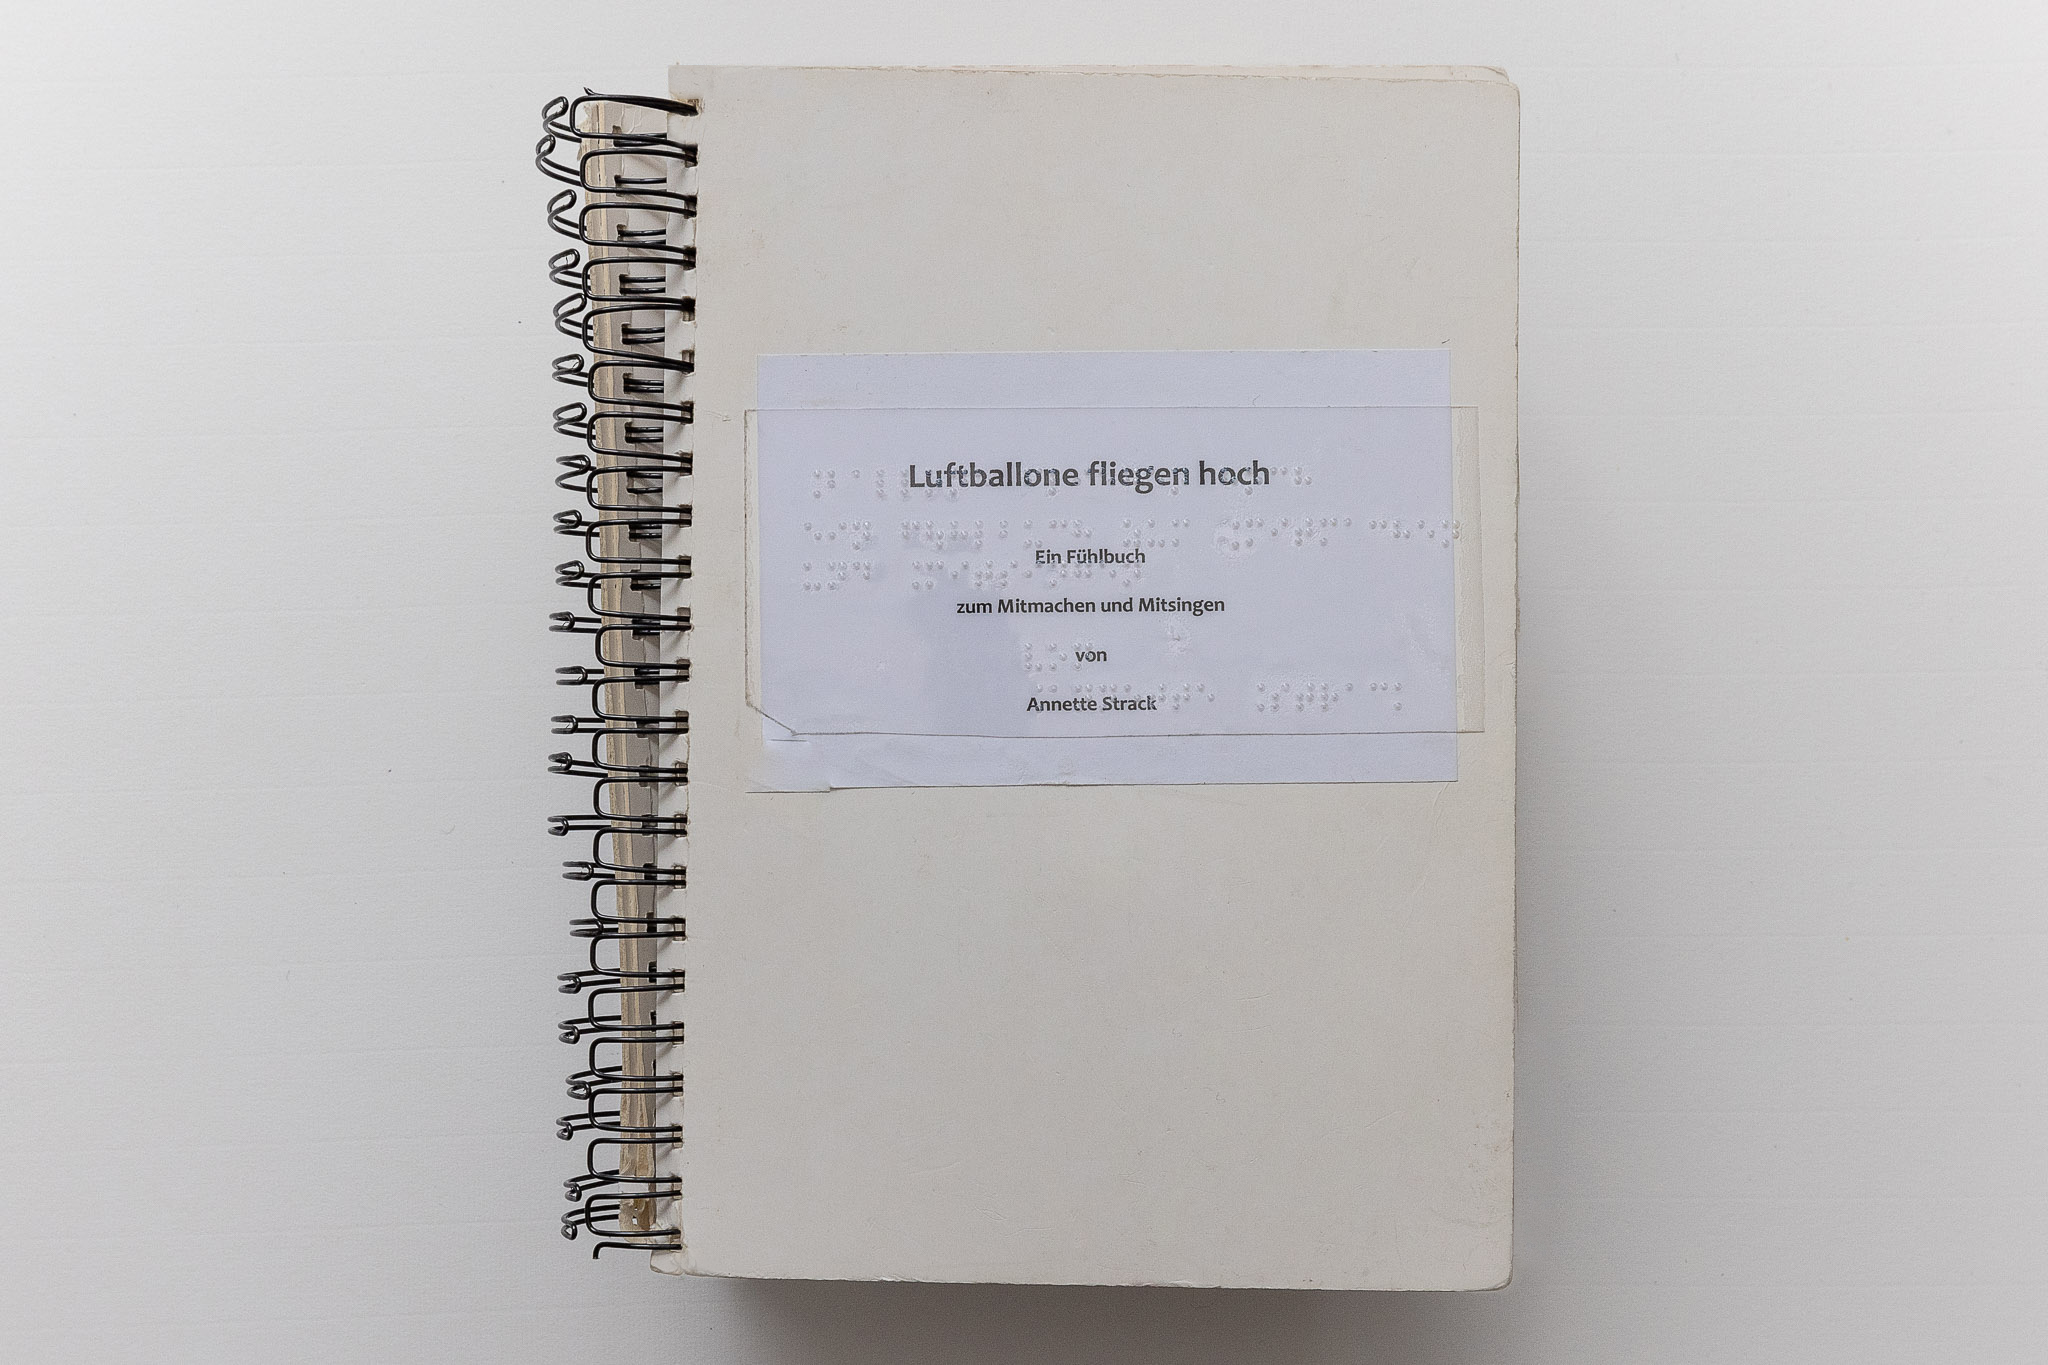 Luftballone fliegen hoch
Ein Fühlbuch
zum Mitmachen und Mitsingen
von
Annette Strack